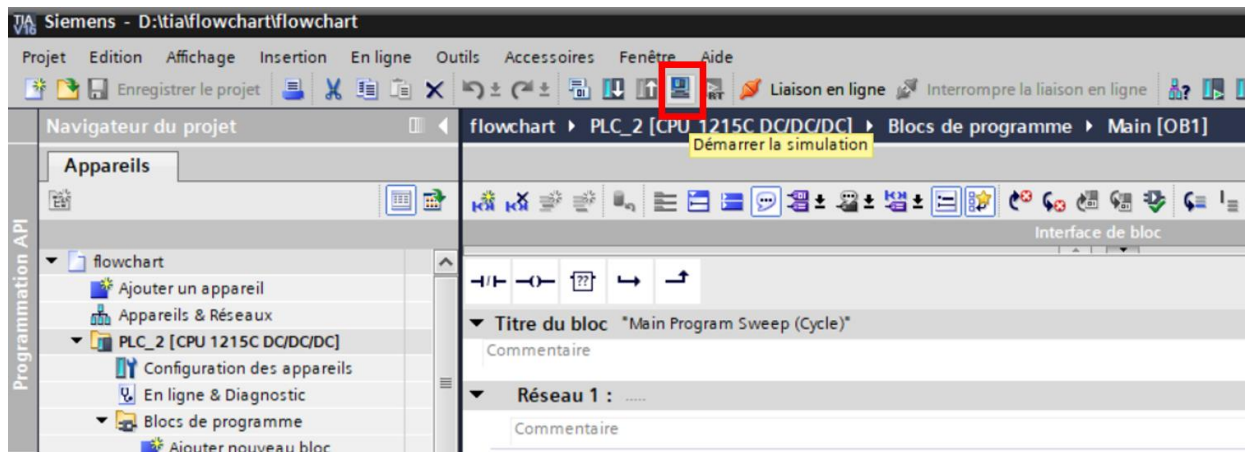 TIA V16 Siemens - D:\tia\flowchart\flowchart
Projet Edition Affichage Insertion En ligne Outils Accessoires Fenêtre Aide
Enregistrer le projet RT Liaison en ligne Interrompre la liaison en ligne
Navigateur du projet
flowchart PLC_2 [CPU 1215C DC/DC/DC] Blocs de programme Main [OB1]
Démarrer la simulation
Appareils
Interface de bloc
Programmation API
flowchart
Ajouter un appareil
Appareils & Réseaux
PLC_2 [CPU 1215C DC/DC/DC]
Configuration des appareils
En ligne & Diagnostic
Blocs de programme
Ajouter nouveau bloc
??
Titre du bloc "Main Program Sweep (Cycle)"
Commentaire
Réseau 1 : .....
Commentaire